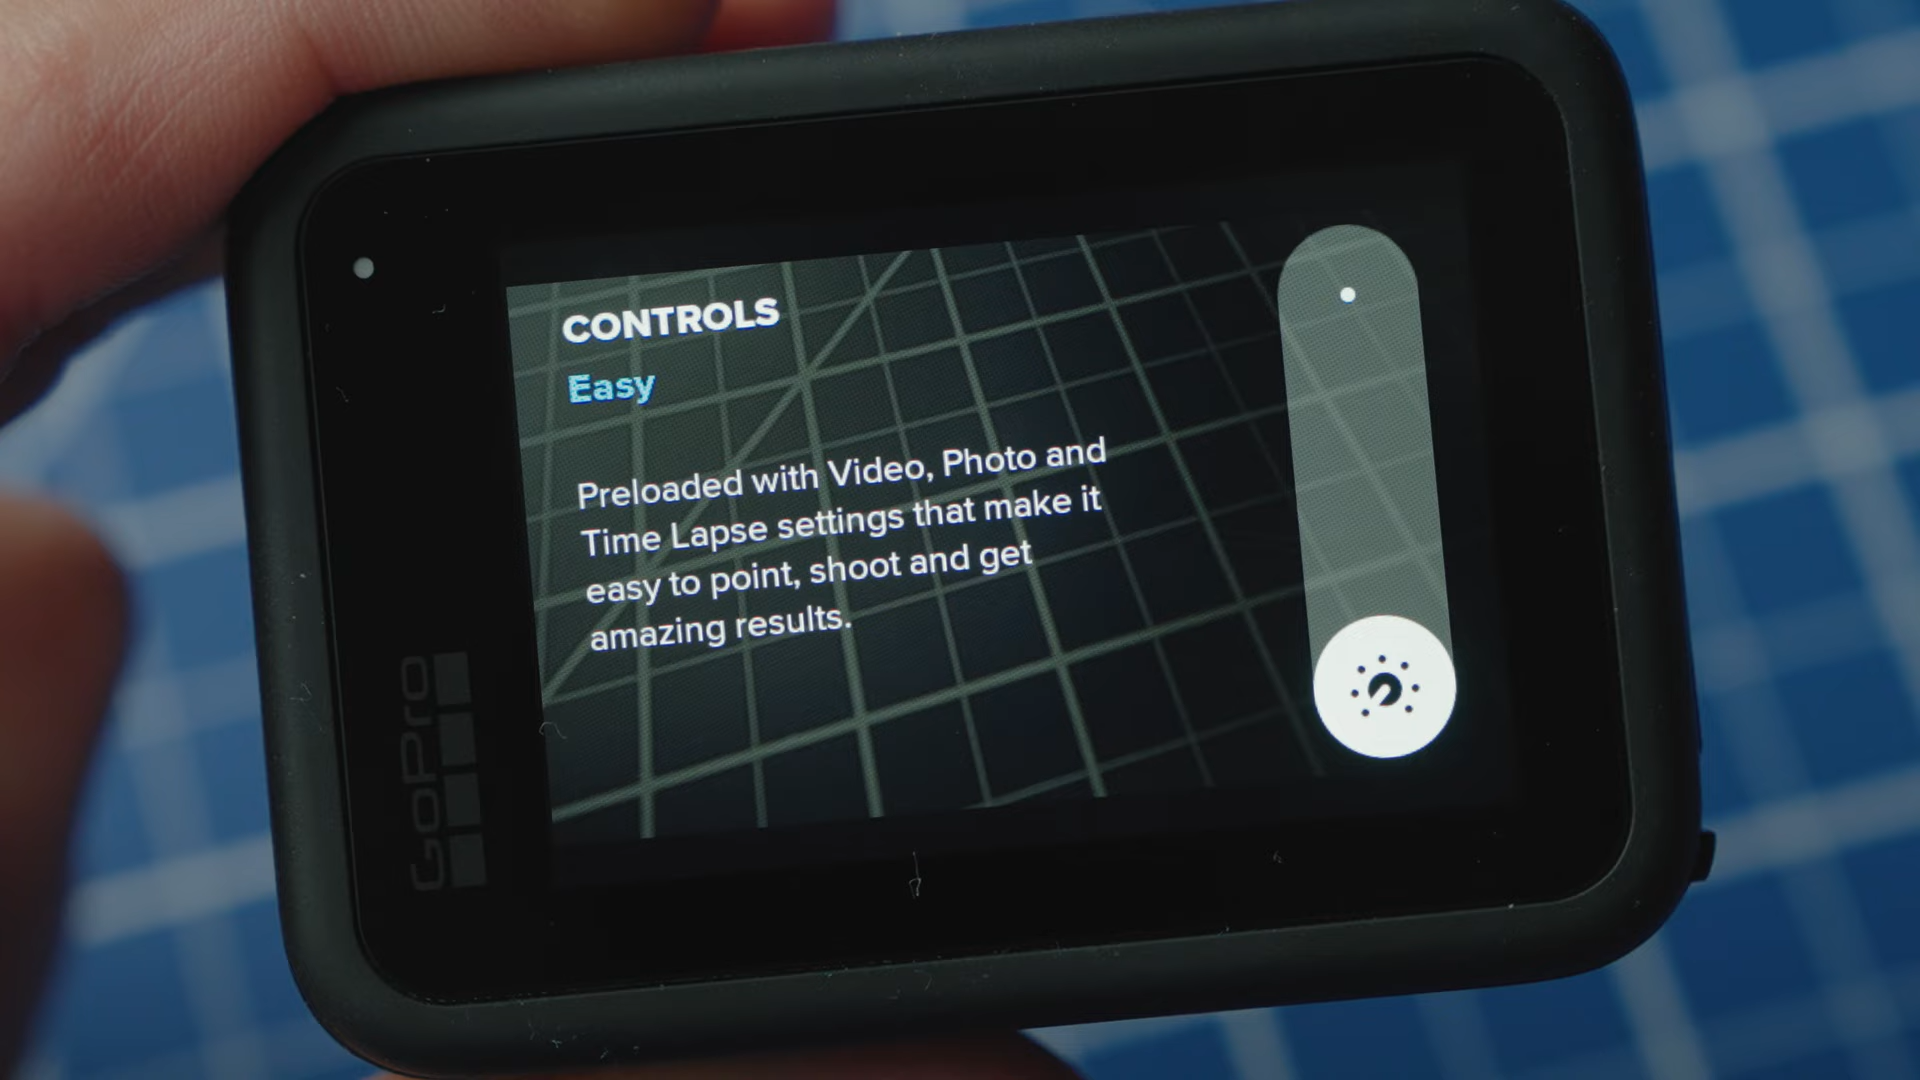 CONTROLS
Easy
Preloaded with Video, Photo and
Time Lapse settings that make it
easy to point, shoot and get
amazing results.
GoPro